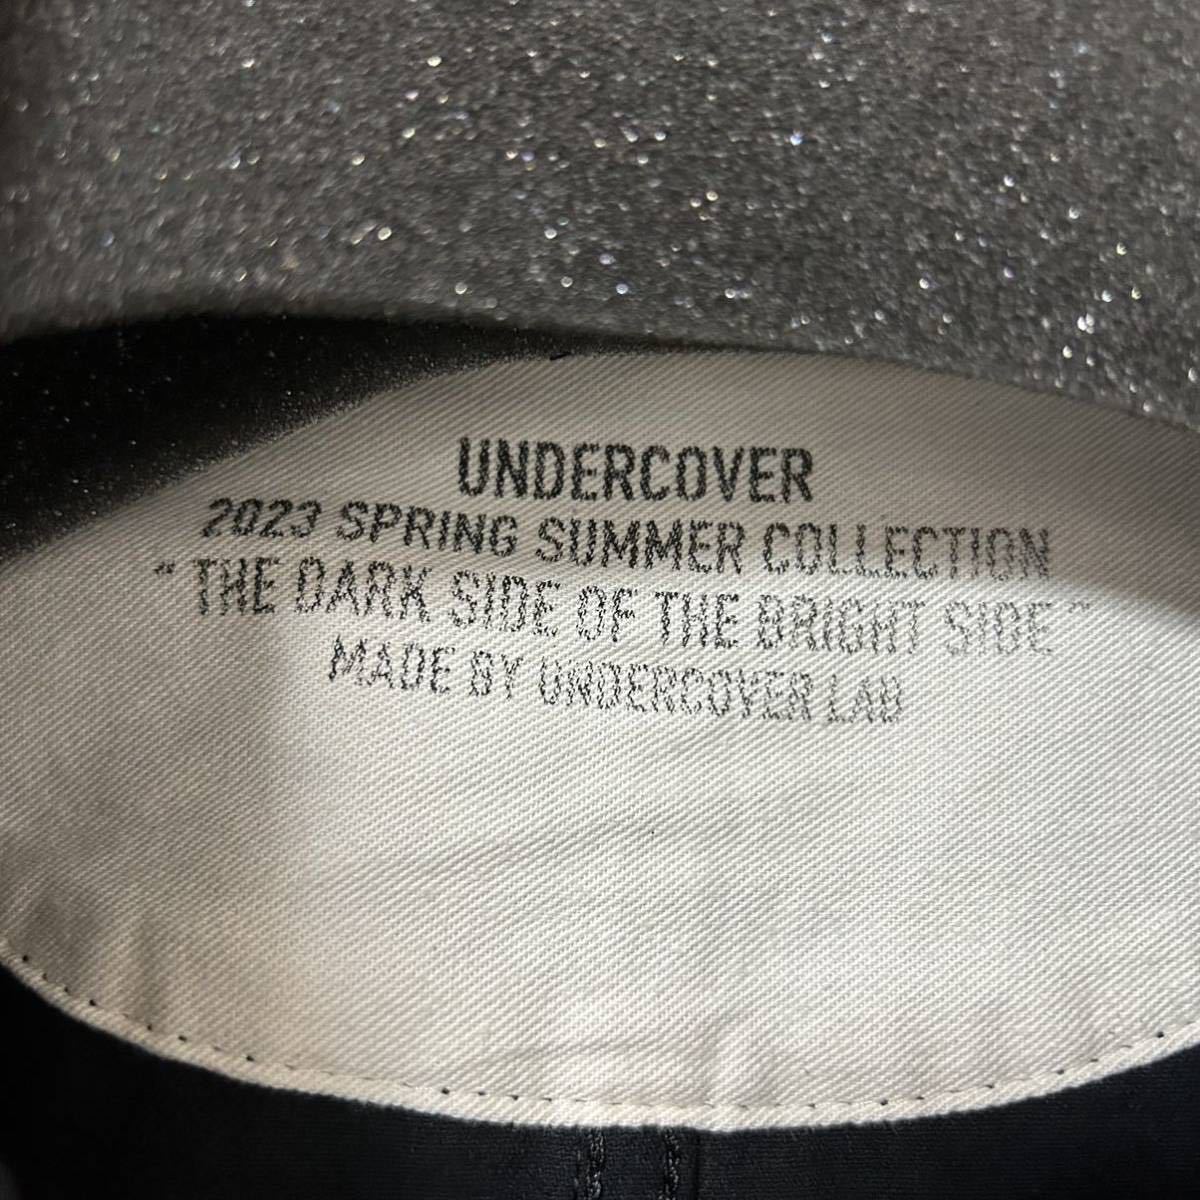 UNDERCOVER
2023 SPRING SUMMER COLLECTION
“ THE DARK SIDE OF THE BRIGHT SIDE ”
MADE BY UNDERCOVER LAB